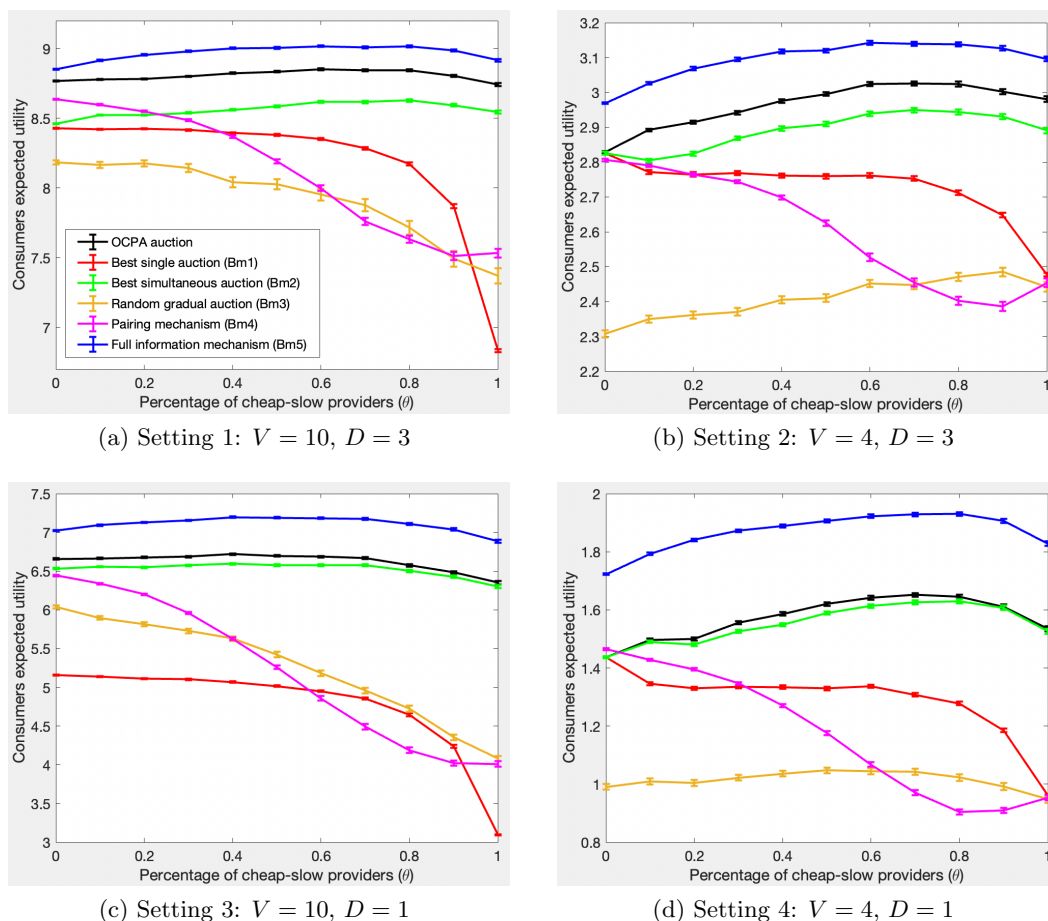 9
8.5
8
7.5
7
Consumers expected utility
OCPA auction
Best single auction (Bm1)
Best simultaneous auction (Bm2)
Random gradual auction (Bm3)
Pairing mechanism (Bm4)
Full information mechanism (Bm5)
0 0.2 0.4 0.6 0.8 1
Percentage of cheap-slow providers (θ)
(a) Setting 1: V = 10, D = 3
3.2
3.1
3
2.9
2.8
2.7
2.6
2.5
2.4
2.3
2.2
Consumers expected utility
0 0.2 0.4 0.6 0.8 1
Percentage of cheap-slow providers (θ)
(b) Setting 2: V = 4, D = 3
7.5
7
6.5
6
5.5
5
4.5
4
3.5
3
Consumers expected utility
0 0.2 0.4 0.6 0.8 1
Percentage of cheap-slow providers (θ)
(c) Setting 3: V = 10, D = 1
2
1.8
1.6
1.4
1.2
1
0.8
Consumers expected utility
0 0.2 0.4 0.6 0.8 1
Percentage of cheap-slow providers (θ)
(d) Setting 4: V = 4, D = 1